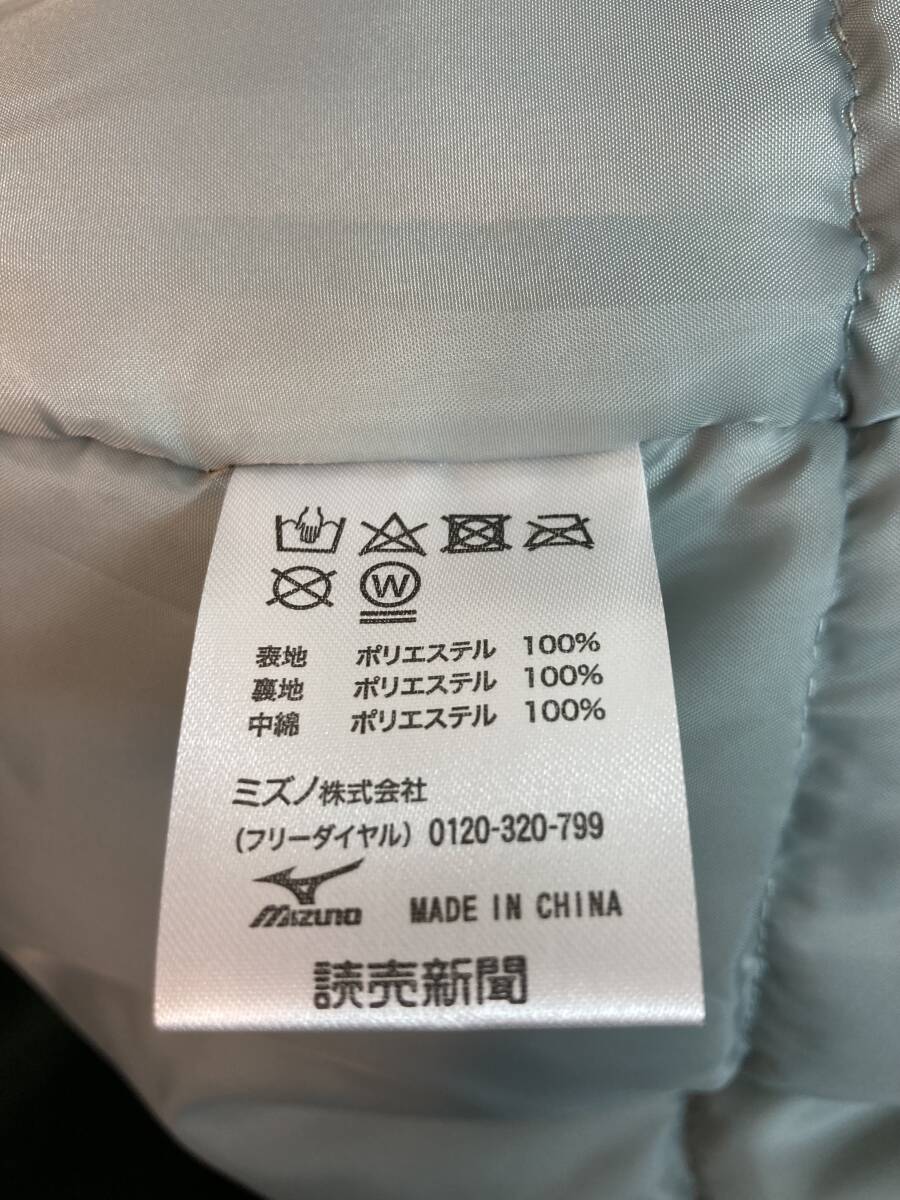 W
表地 ポリエステル 100%
裏地 ポリエステル 100%
中綿 ポリエステル 100%
ミズノ株式会社
(フリーダイヤル) 0120-320-799
MIZUNO MADE IN CHINA
読売新聞